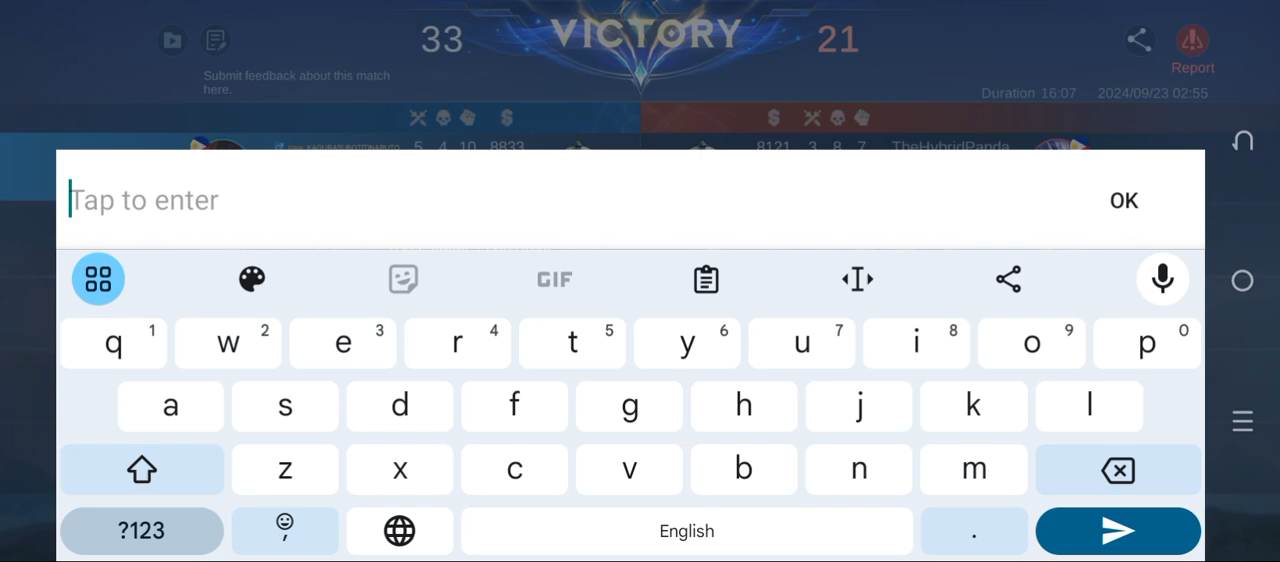 33 VICTORY 21
Report
Submit feedback about this match
here.
Duration 16:07 2024/09/23 02:55
5 4 10 8833 8121 3 8 7 TheHybridPanda
Tap to enter OK
GIF
q 1 w 2 e 3 r 4 t 5 y 6 u 7 i 8 o 9 p 0
a s d f g h j k l
z x c v b n m
?123 , English .